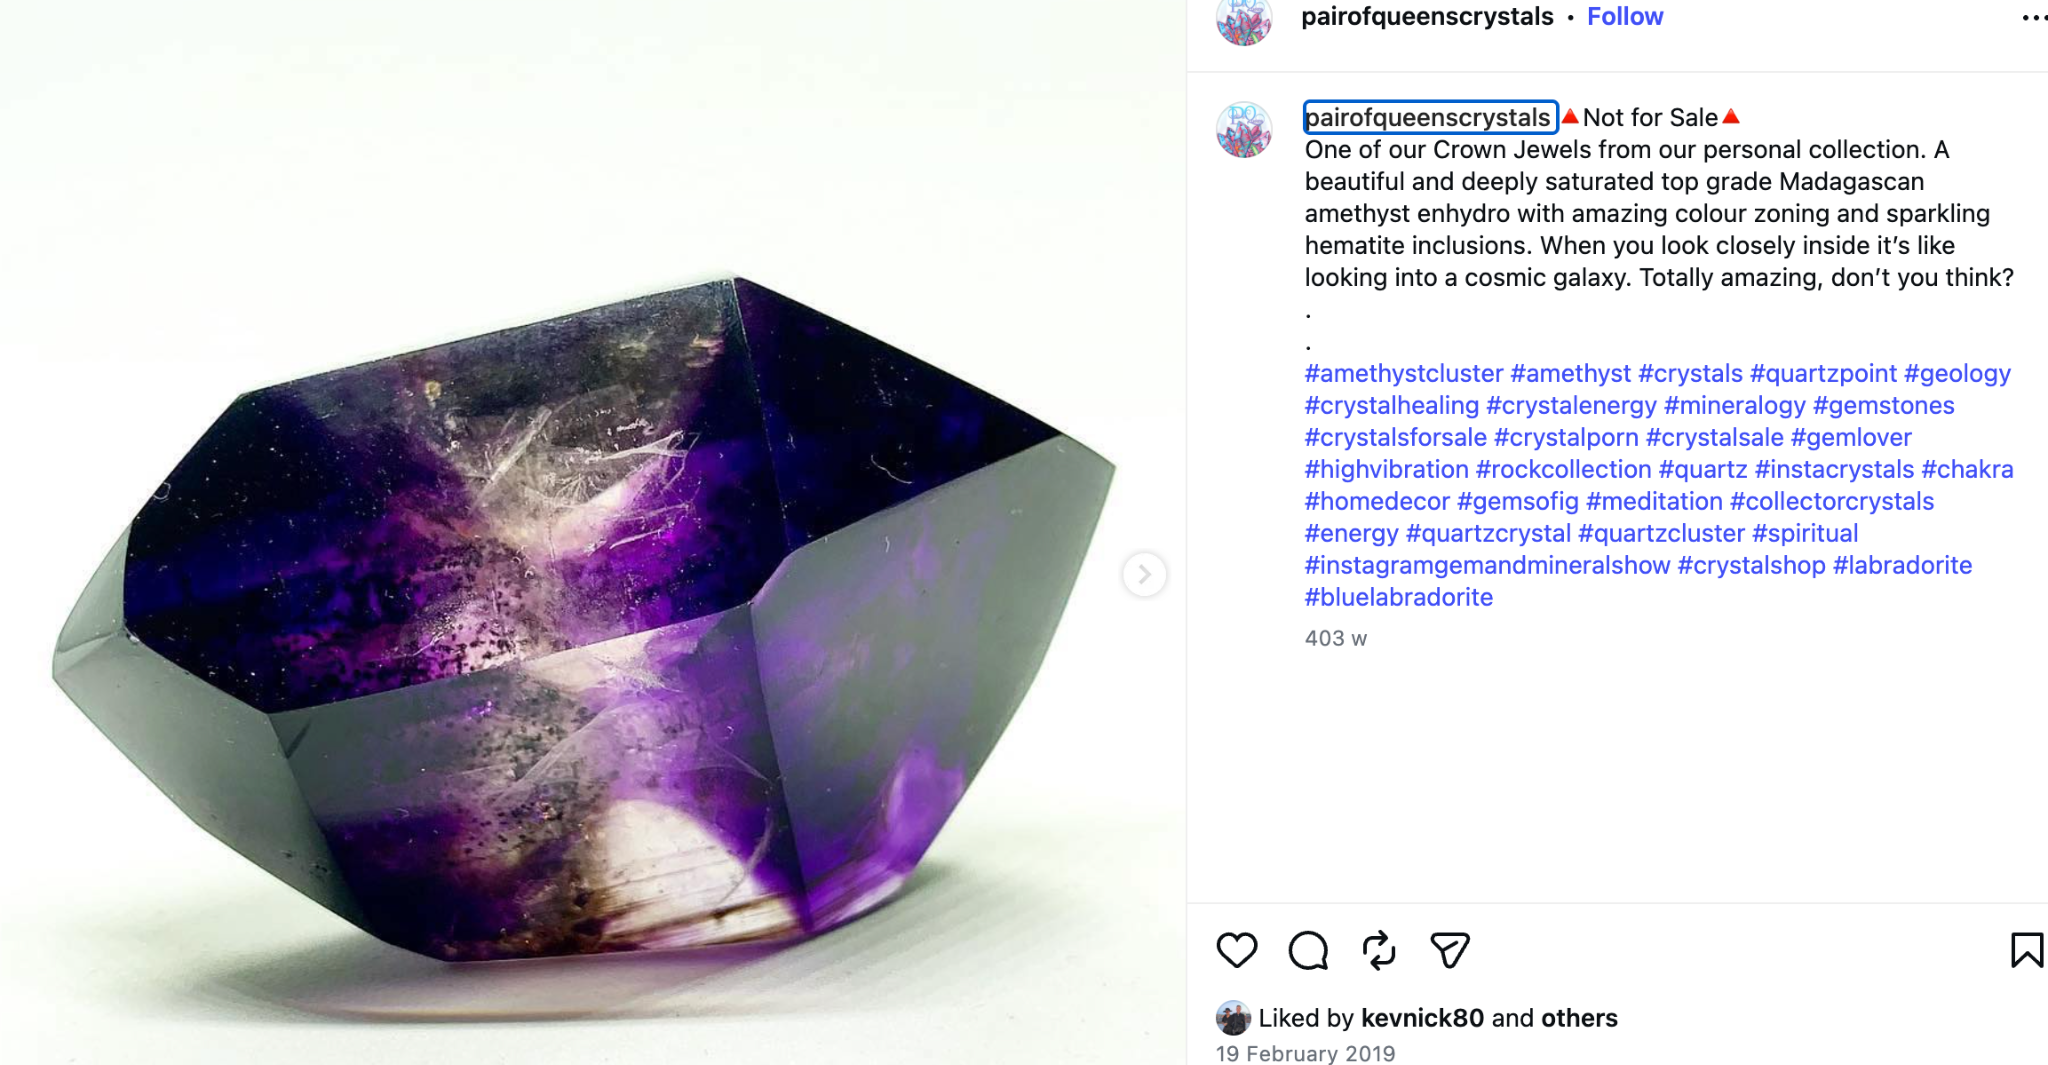 pairofqueenscrystals • Follow
pairofqueenscrystals 🔺Not for Sale🔺
One of our Crown Jewels from our personal collection. A
beautiful and deeply saturated top grade Madagascan
amethyst enhydro with amazing colour zoning and sparkling
hematite inclusions. When you look closely inside it’s like
looking into a cosmic galaxy. Totally amazing, don’t you think?
.
.
#amethystcluster #amethyst #crystals #quartzpoint #geology
#crystalhealing #crystalenergy #mineralogy #gemstones
#crystalsforsale #crystalporn #crystalsale #gemlover
#highvibration #rockcollection #quartz #instacrystals #chakra
#homedecor #gemsofig #meditation #collectorcrystals
#energy #quartzcrystal #quartzcluster #spiritual
#instagramgemandmineralshow #crystalshop #labradorite
#bluelabradorite
403 w
Liked by kevnick80 and others
19 February 2019